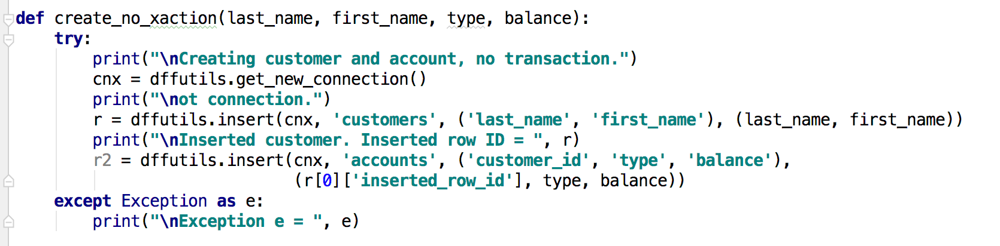 def create_no_xaction(last_name, first_name, type, balance):
    try:
        print("\nCreating customer and account, no transaction.")
        cnx = dffutils.get_new_connection()
        print("\not connection.")
        r = dffutils.insert(cnx, 'customers', ('last_name', 'first_name'), (last_name, first_name))
        print("\nInserted customer. Inserted row ID = ", r)
        r2 = dffutils.insert(cnx, 'accounts', ('customer_id', 'type', 'balance'),
                             (r[0]['inserted_row_id'], type, balance))
    except Exception as e:
        print("\nException e = ", e)